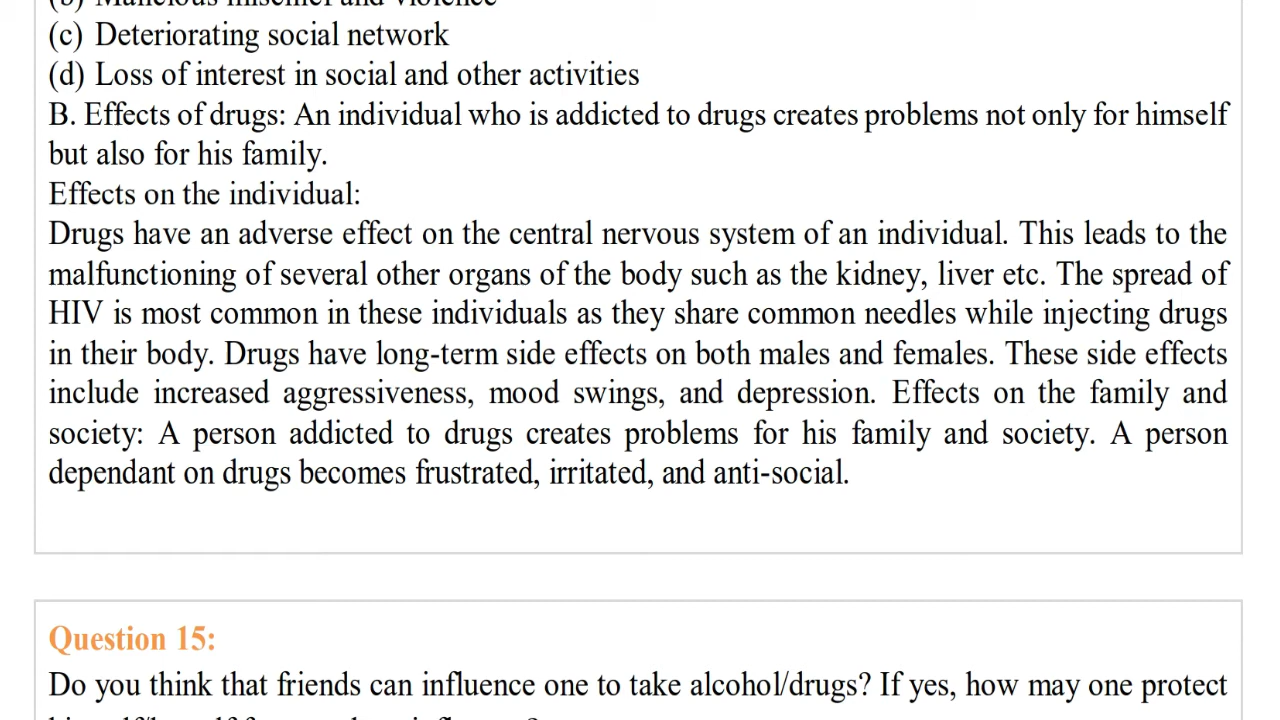 (c) Deteriorating social network
(d) Loss of interest in social and other activities
B. Effects of drugs: An individual who is addicted to drugs creates problems not only for himself
but also for his family.
Effects on the individual:
Drugs have an adverse effect on the central nervous system of an individual. This leads to the
malfunctioning of several other organs of the body such as the kidney, liver etc. The spread of
HIV is most common in these individuals as they share common needles while injecting drugs
in their body. Drugs have long-term side effects on both males and females. These side effects
include increased aggressiveness, mood swings, and depression. Effects on the family and
society: A person addicted to drugs creates problems for his family and society. A person
dependant on drugs becomes frustrated, irritated, and anti-social.
Question 15:
Do you think that friends can influence one to take alcohol/drugs? If yes, how may one protect